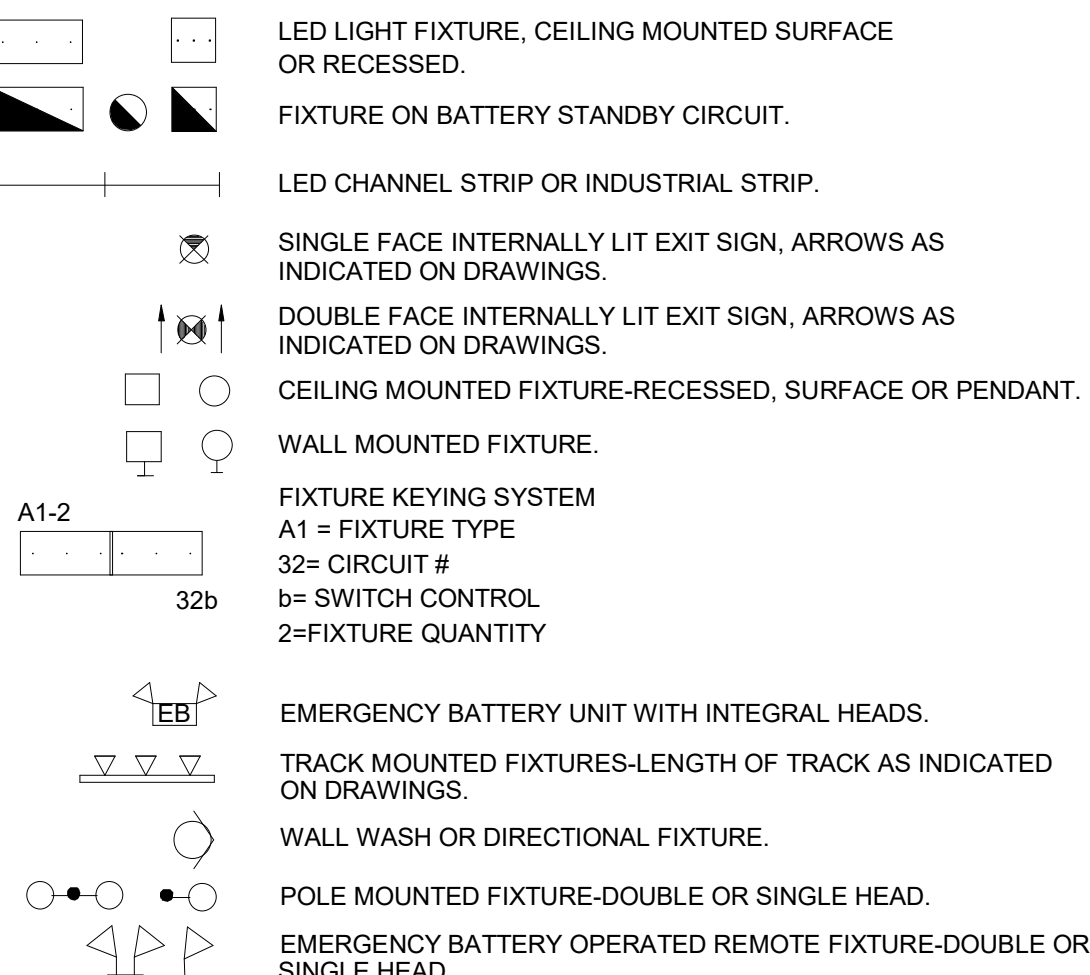 LED LIGHT FIXTURE, CEILING MOUNTED SURFACE
OR RECESSED.
FIXTURE ON BATTERY STANDBY CIRCUIT.
LED CHANNEL STRIP OR INDUSTRIAL STRIP.
SINGLE FACE INTERNALLY LIT EXIT SIGN, ARROWS AS
INDICATED ON DRAWINGS.
DOUBLE FACE INTERNALLY LIT EXIT SIGN, ARROWS AS
INDICATED ON DRAWINGS.
CEILING MOUNTED FIXTURE-RECESSED, SURFACE OR PENDANT.
WALL MOUNTED FIXTURE.
A1-2
32b
FIXTURE KEYING SYSTEM
A1 = FIXTURE TYPE
32= CIRCUIT #
b= SWITCH CONTROL
2=FIXTURE QUANTITY
EB
EMERGENCY BATTERY UNIT WITH INTEGRAL HEADS.
TRACK MOUNTED FIXTURES-LENGTH OF TRACK AS INDICATED
ON DRAWINGS.
WALL WASH OR DIRECTIONAL FIXTURE.
POLE MOUNTED FIXTURE-DOUBLE OR SINGLE HEAD.
EMERGENCY BATTERY OPERATED REMOTE FIXTURE-DOUBLE OR
SINGLE HEAD